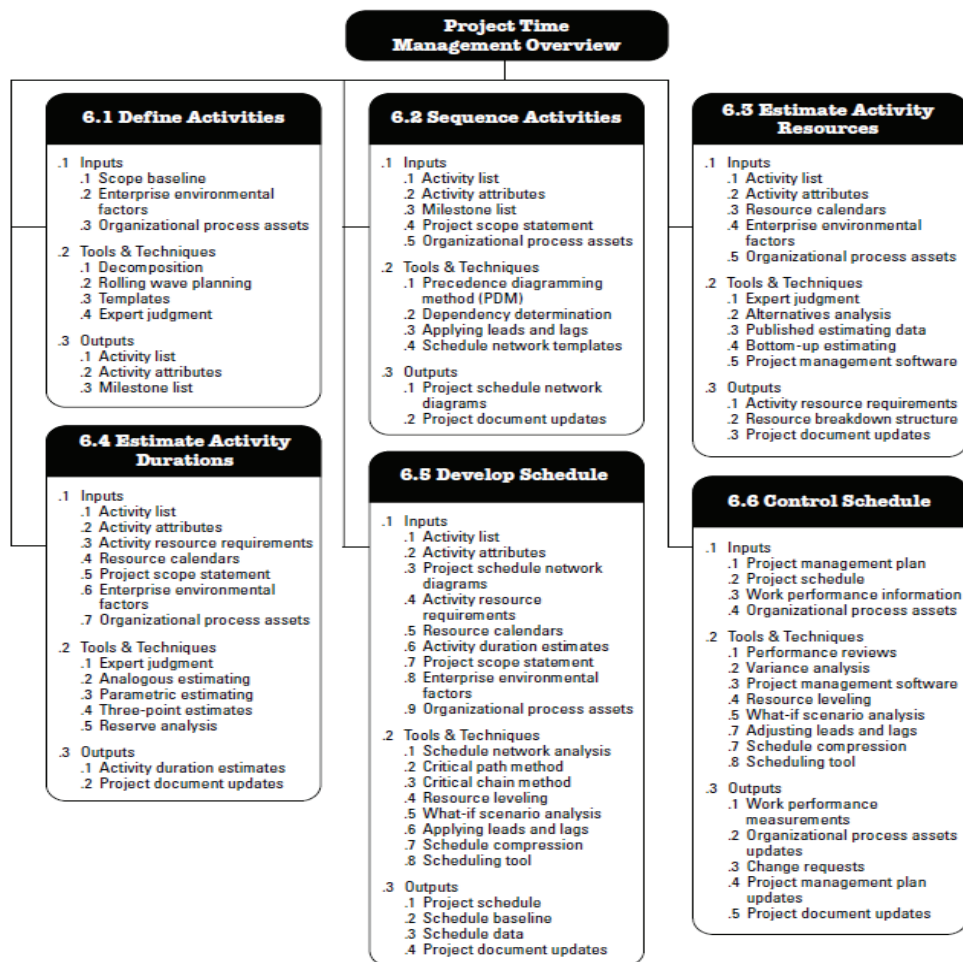 Project Time
Management Overview
6.1 Define Activities
.1 Inputs
.1 Scope baseline
.2 Enterprise environmental
factors
.3 Organizational process assets
.2 Tools & Techniques
.1 Decomposition
.2 Rolling wave planning
.3 Templates
.4 Expert judgment
.3 Outputs
.1 Activity list
.2 Activity attributes
.3 Milestone list
6.2 Sequence Activities
.1 Inputs
.1 Activity list
.2 Activity attributes
.3 Milestone list
.4 Project scope statement
.5 Organizational process assets
.2 Tools & Techniques
.1 Precedence diagramming
method (PDM)
.2 Dependency determination
.3 Applying leads and lags
.4 Schedule network templates
.3 Outputs
.1 Project schedule network
diagrams
.2 Project document updates
6.3 Estimate Activity
Resources
.1 Inputs
.1 Activity list
.2 Activity attributes
.3 Resource calendars
.4 Enterprise environmental
factors
.5 Organizational process assets
.2 Tools & Techniques
.1 Expert judgment
.2 Alternatives analysis
.3 Published estimating data
.4 Bottom-up estimating
.5 Project management software
.3 Outputs
.1 Activity resource requirements
.2 Resource breakdown structure
.3 Project document updates
6.4 Estimate Activity
Durations
.1 Inputs
.1 Activity list
.2 Activity attributes
.3 Activity resource requirements
.4 Resource calendars
.5 Project scope statement
.6 Enterprise environmental
factors
.7 Organizational process assets
.2 Tools & Techniques
.1 Expert judgment
.2 Analogous estimating
.3 Parametric estimating
.4 Three-point estimates
.5 Reserve analysis
.3 Outputs
.1 Activity duration estimates
.2 Project document updates
6.5 Develop Schedule
.1 Inputs
.1 Activity list
.2 Activity attributes
.3 Project schedule network
diagrams
.4 Activity resource
requirements
.5 Resource calendars
.6 Activity duration estimates
.7 Project scope statement
.8 Enterprise environmental
factors
.9 Organizational process assets
.2 Tools & Techniques
.1 Schedule network analysis
.2 Critical path method
.3 Critical chain method
.4 Resource leveling
.5 What-if scenario analysis
.6 Applying leads and lags
.7 Schedule compression
.8 Scheduling tool
.3 Outputs
.1 Project schedule
.2 Schedule baseline
.3 Schedule data
.4 Project document updates
6.6 Control Schedule
.1 Inputs
.1 Project management plan
.2 Project schedule
.3 Work performance information
.4 Organizational process assets
.2 Tools & Techniques
.1 Performance reviews
.2 Variance analysis
.3 Project management software
.4 Resource leveling
.5 What-if scenario analysis
.7 Adjusting leads and lags
.7 Schedule compression
.8 Scheduling tool
.3 Outputs
.1 Work performance
measurements
.2 Organizational process assets
updates
.3 Change requests
.4 Project management plan
updates
.5 Project document updates